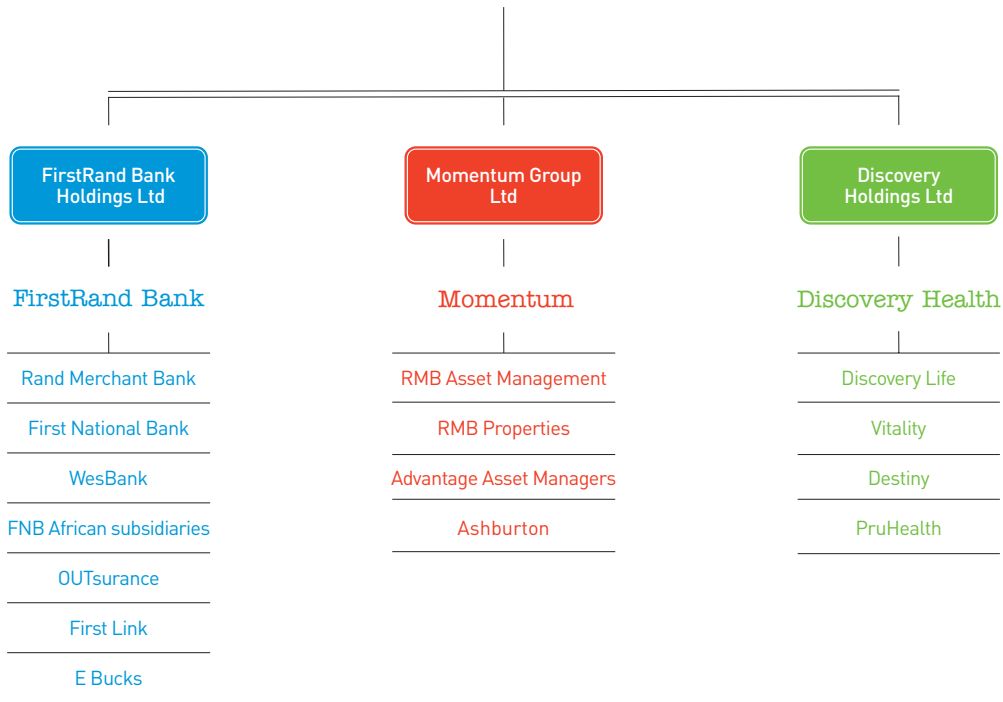 FirstRand Bank
Holdings Ltd
FirstRand Bank
Rand Merchant Bank
First National Bank
WesBank
FNB African subsidiaries
OUTsurance
First Link
E Bucks
Momentum Group
Ltd
Momentum
RMB Asset Management
RMB Properties
Advantage Asset Managers
Ashburton
Discovery
Holdings Ltd
Discovery Health
Discovery Life
Vitality
Destiny
PruHealth